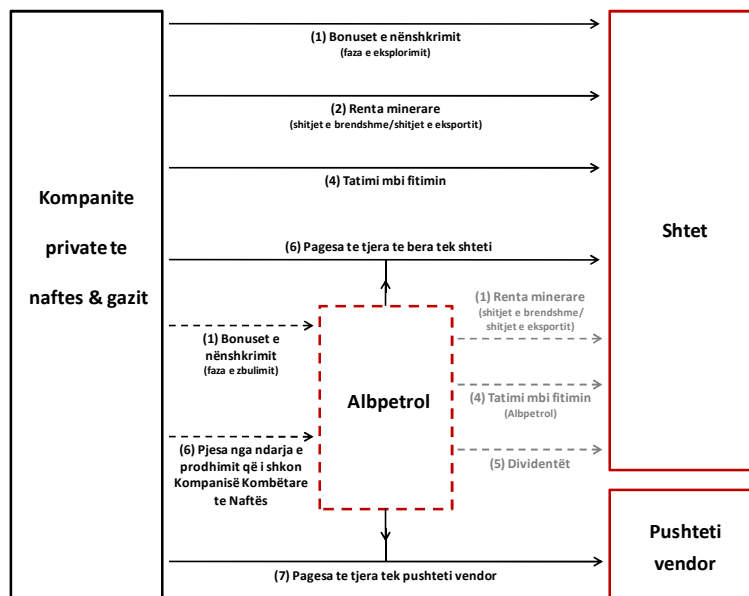 (1) Bonuset e nënshkrimit
(faza e eksplorimit)
(2) Renta minerare
(shitjet e brendshme/shitjet e eksportit)
(4) Tatimi mbi fitimin
Kompanite
private te
naftes & gazit
Shtet
(6) Pagesa te tjera te bera tek shteti
(1) Bonuset e
nënshkrimit
(faza e zbulimit)
(1) Renta minerare
(shitjet e brendshme/
shitjet e eksportit)
Albpetrol
(4) Tatimi mbi fitimin
(Albpetrol)
(6) Pjesa nga ndarja e
prodhimit që i shkon
Kompanisë Kombëtare
te Naftës
(5) Dividentët
Pushteti
vendor
(7) Pagesa te tjera tek pushteti vendor